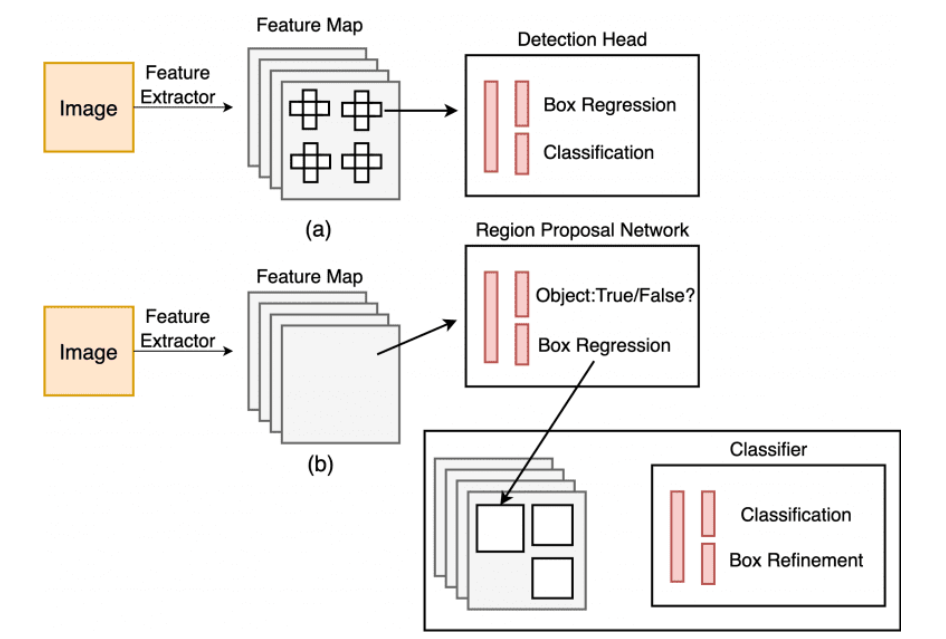 Feature Map
Detection Head
Image
Feature
Extractor
Box Regression
Classification
(a)
Region Proposal Network
Feature Map
Image
Feature
Extractor
Object:True/False?
Box Regression
(b)
Classifier
Classification
Box Refinement